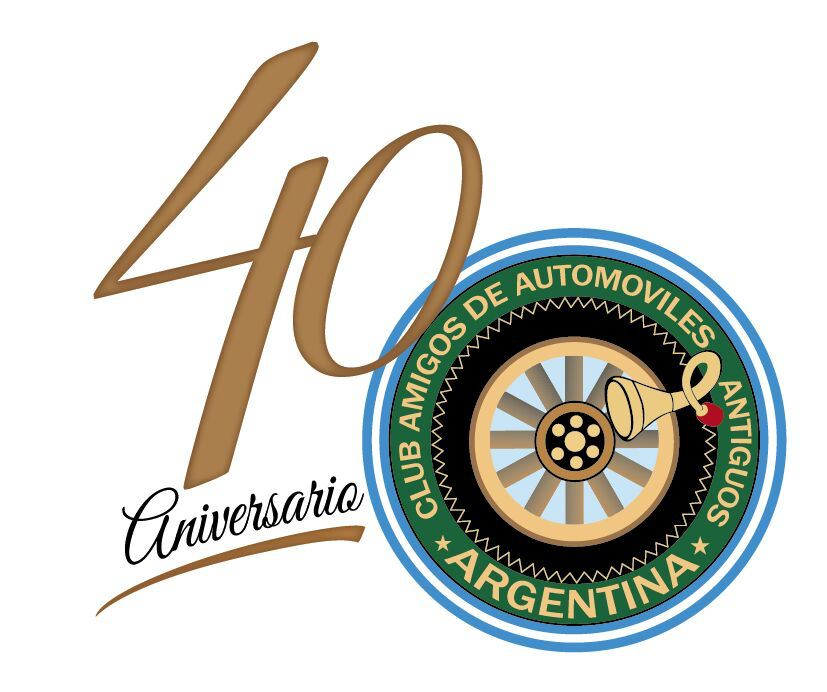 40
Aniversario
CLUB AMIGOS DE AUTOMOVILES ANTIGUOS
★ ARGENTINA ★